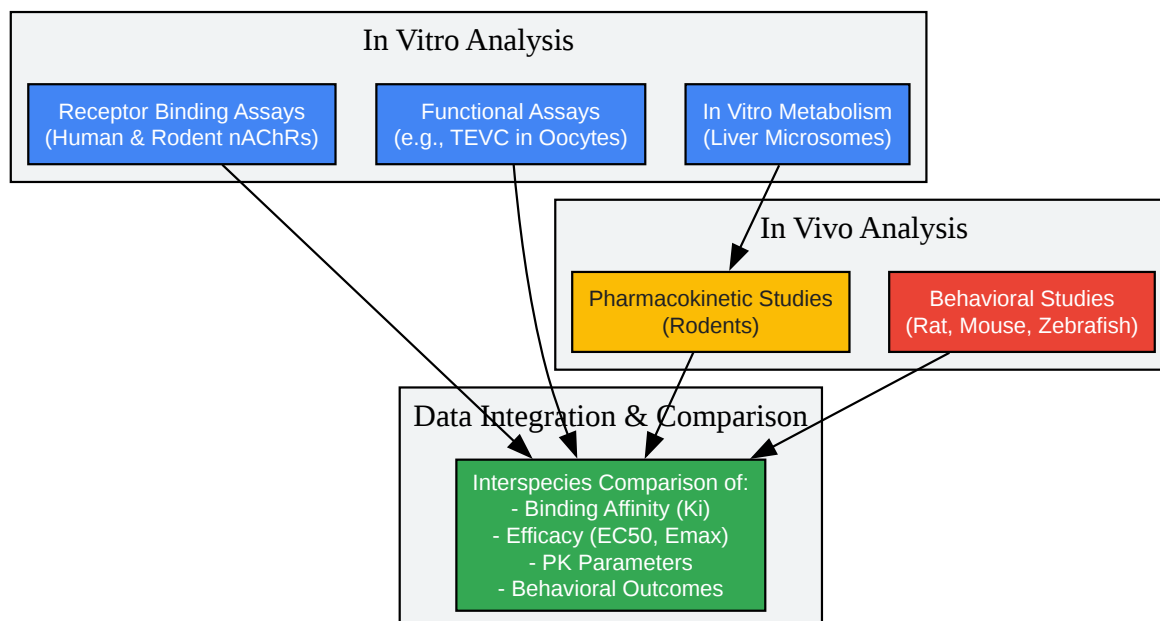 In Vitro Analysis
Receptor Binding Assays
(Human & Rodent nAChRs)
Functional Assays
(e.g., TEVC in Oocytes)
In Vitro Metabolism
(Liver Microsomes)
In Vivo Analysis
Pharmacokinetic Studies
(Rodents)
Behavioral Studies
(Rat, Mouse, Zebrafish)
Data Integration & Comparison
Interspecies Comparison of:
- Binding Affinity (Ki)
- Efficacy (EC50, Emax)
- PK Parameters
- Behavioral Outcomes